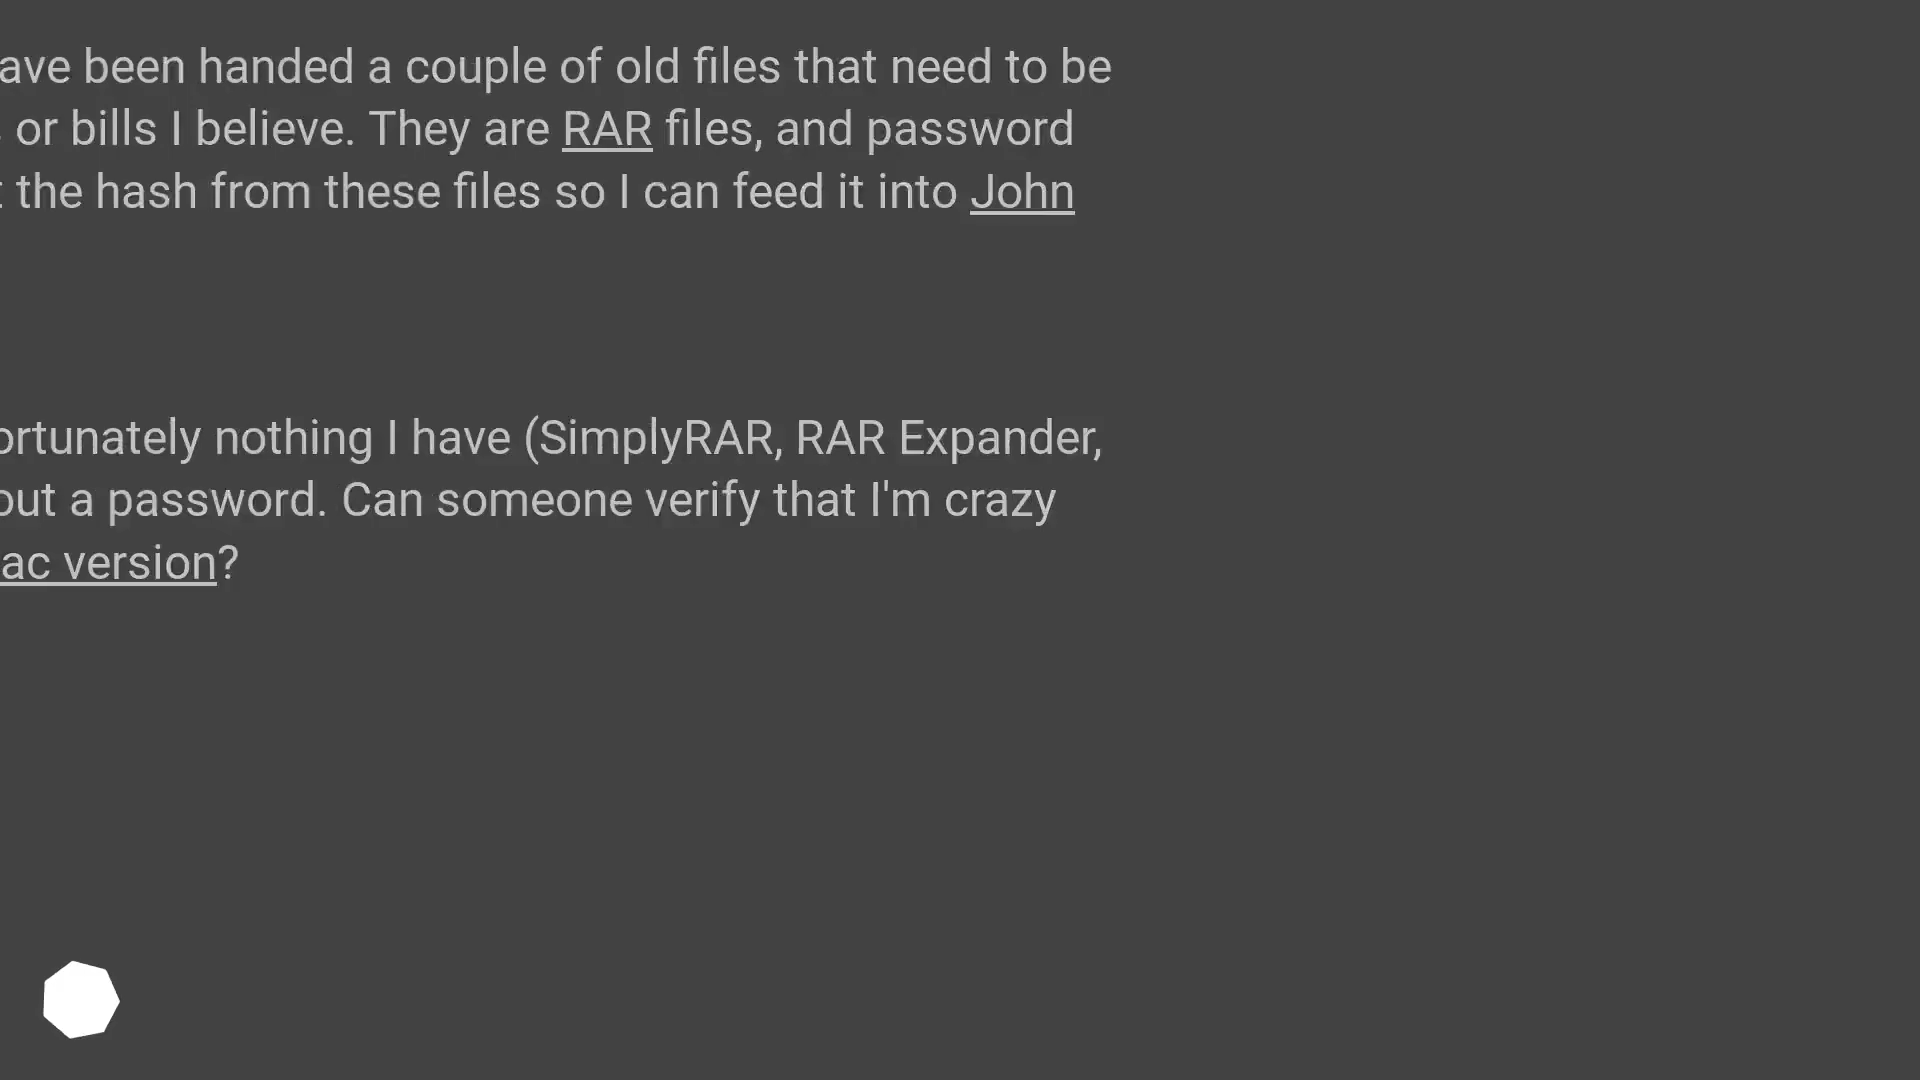 ave been handed a couple of old files that need to be
or bills I believe. They are RAR files, and password
the hash from these files so I can feed it into John
ortunately nothing I have (SimplyRAR, RAR Expander,
out a password. Can someone verify that I'm crazy
ac version?